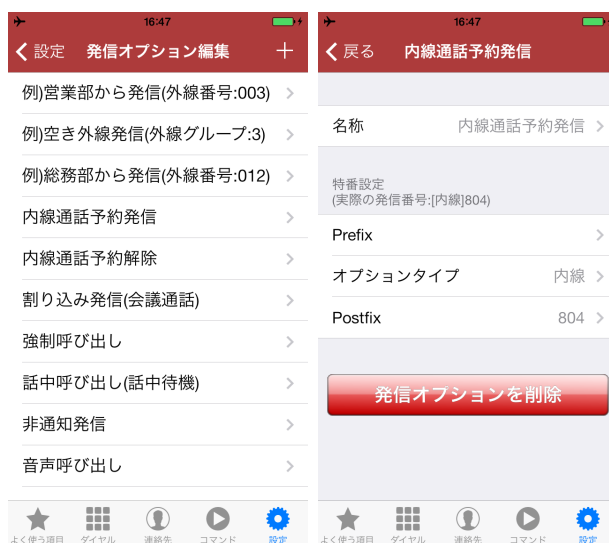 16:47
設定 発信オプション編集
例)営業部から発信(外線番号:003)
例)空き外線発信(外線グループ:3)
例)総務部から発信(外線番号:012)
内線通話予約発信
内線通話予約解除
割り込み発信(会議通話)
強制呼び出し
話中呼び出し(話中待機)
非通知発信
音声呼び出し
よく使う項目 ダイヤル 連絡先 コマンド 設定
16:47
戻る 内線通話予約発信
名称 内線通話予約発信
特番設定
(実際の発信番号:[内線]804)
Prefix
オプションタイプ 内線
Postfix 804
発信オプションを削除
よく使う項目 ダイヤル 連絡先 コマンド 設定